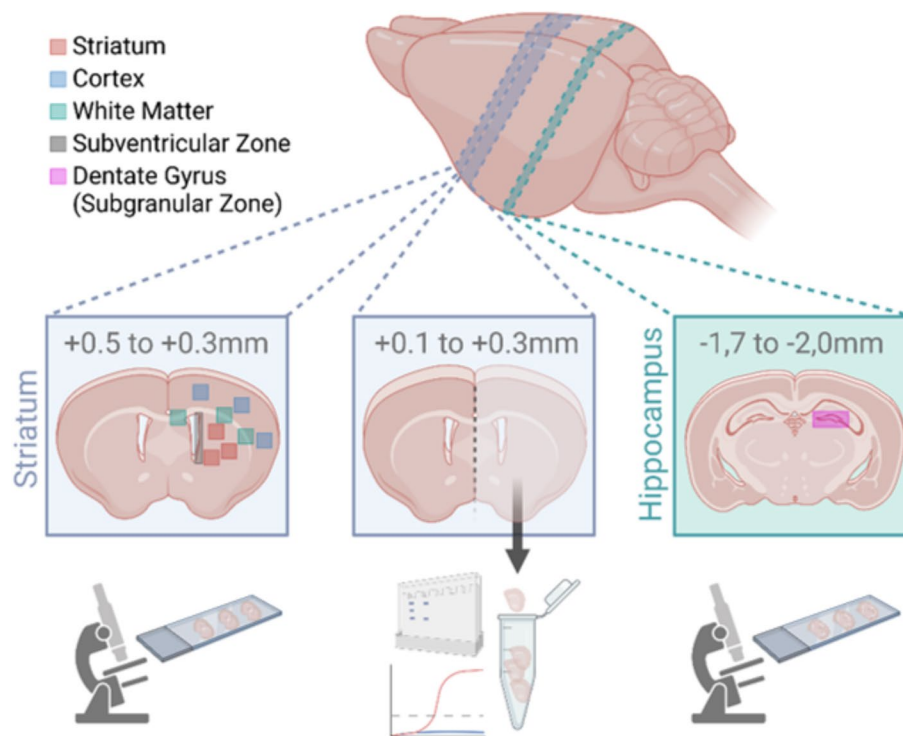 Striatum
Cortex
White Matter
Subventricular Zone
Dentate Gyrus
(Subgranular Zone)
Striatum
+0.5 to +0.3mm
+0.1 to +0.3mm
Hippocampus
-1,7 to -2,0mm